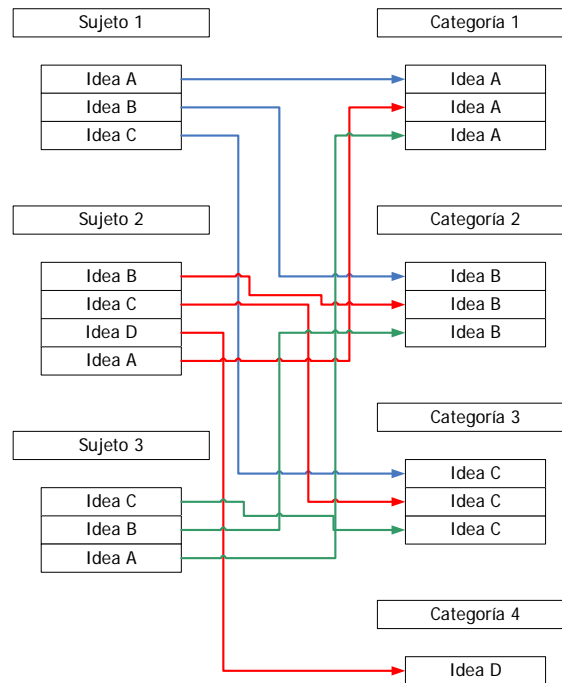 Sujeto 1
Idea A
Idea B
Idea C
Sujeto 2
Idea B
Idea C
Idea D
Idea A
Sujeto 3
Idea C
Idea B
Idea A
Categoría 1
Idea A
Idea A
Idea A
Categoría 2
Idea B
Idea B
Idea B
Categoría 3
Idea C
Idea C
Idea C
Categoría 4
Idea D